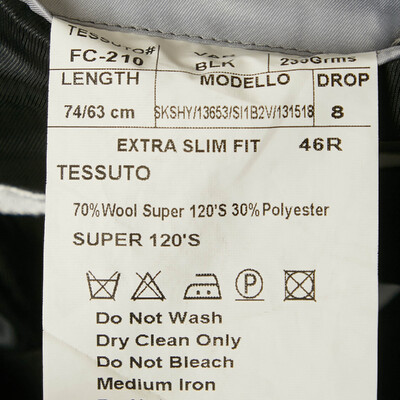 TESSUTO#
FC-210 BLK 235Grms
LENGTH MODELLO DROP
74/63 cm SKSHY/13653/SI1B2V/131518 8
EXTRA SLIM FIT 46R
TESSUTO
70%Wool Super 120'S 30%Polyester
SUPER 120'S
P
Do Not Wash
Dry Clean Only
Do Not Bleach
Medium Iron